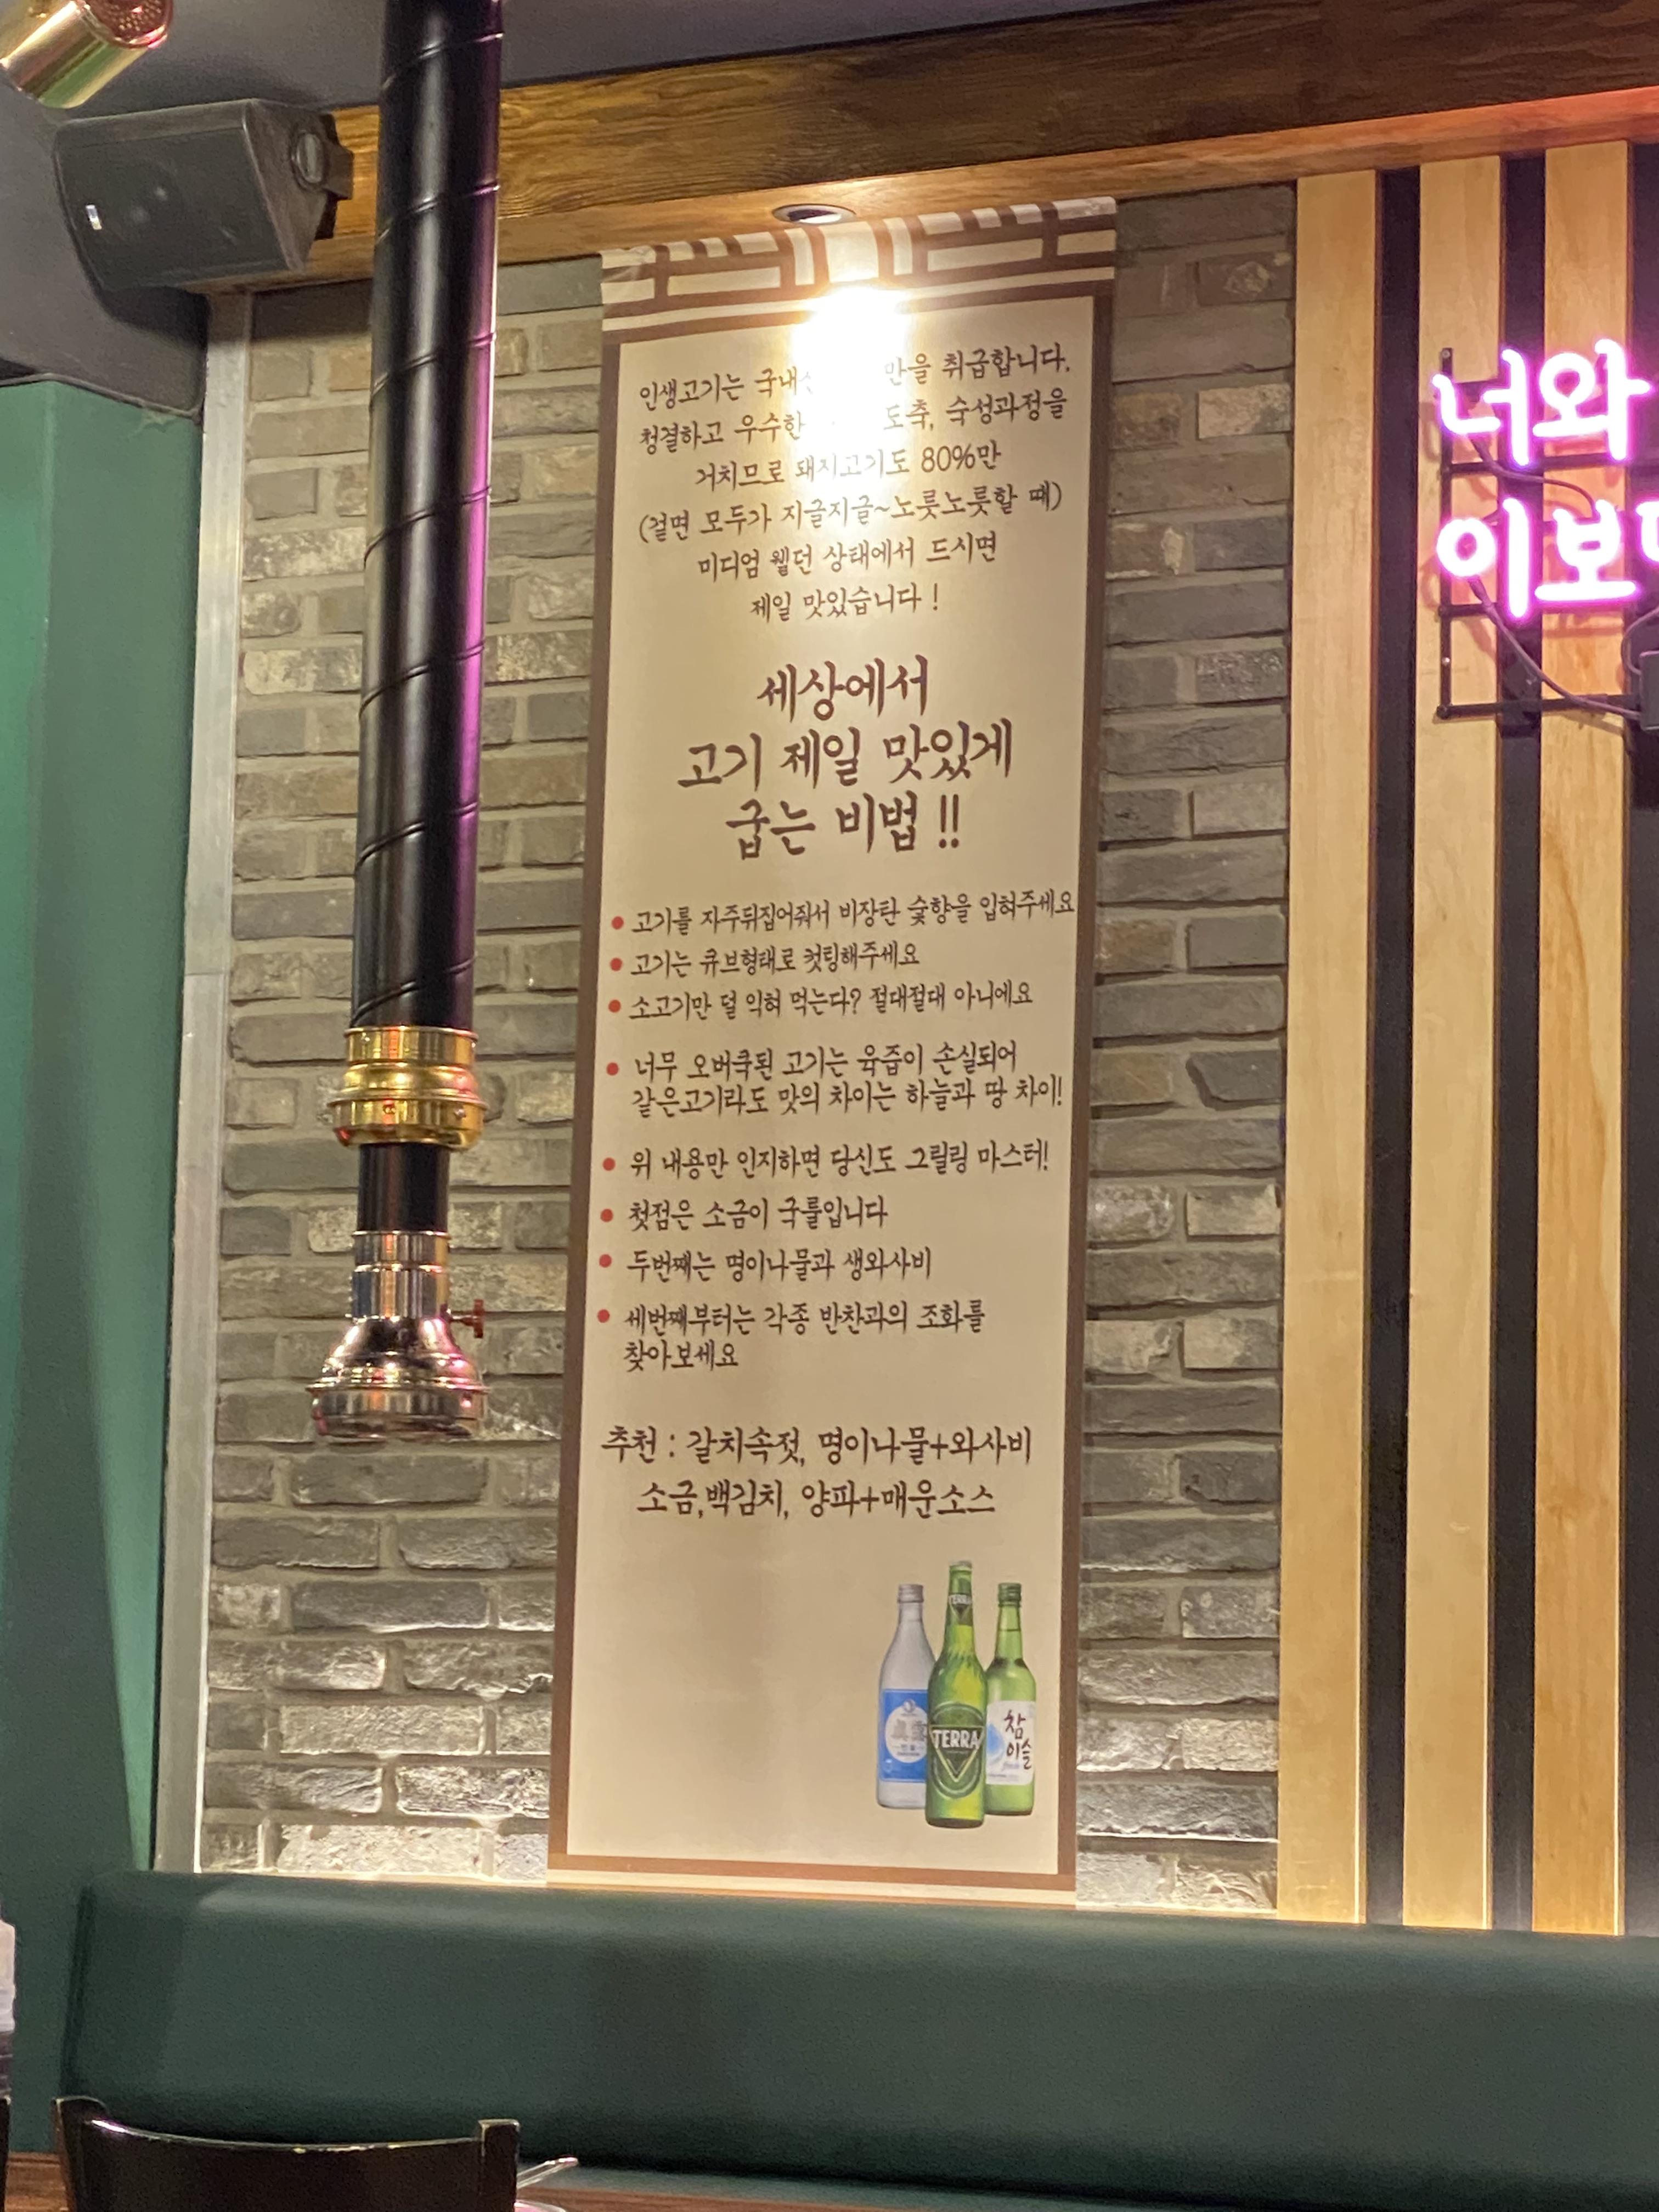 인생고기는 만을 취급합니다.
청결하고 우수한 도축, 숙성과정을
거치므로 돼지고기도 80%만
(겉면 모두가 지글지글~노릇노릇할 때)
미디엄 웰던 상태에서 드시면
제일 맛있습니다 !
세상에서
고기 제일 맛있게
굽는 비법 !!
고기를 자주뒤집어줘서 비장탄 숯향을 입혀주세요
고기는 큐브형태로 컷팅해주세요
소고기만 덜 익혀 먹는다? 절대절대 아니에요
너무 오버쿡된 고기는 육즙이 손실되어
같은고기라도 맛의 차이는 하늘과 땅 차이!
위 내용만 인지하면 당신도 그릴링 마스터!
첫점은 소금이 국룰입니다
두번째는 명이나물과 생와사비
세번째부터는 각종 반찬과의 조화를
찾아보세요
추천 : 갈치속젓, 명이나물+와사비
소금,백김치, 양파+매운소스
TERRA
TERRA
참
이슬
너와
이보